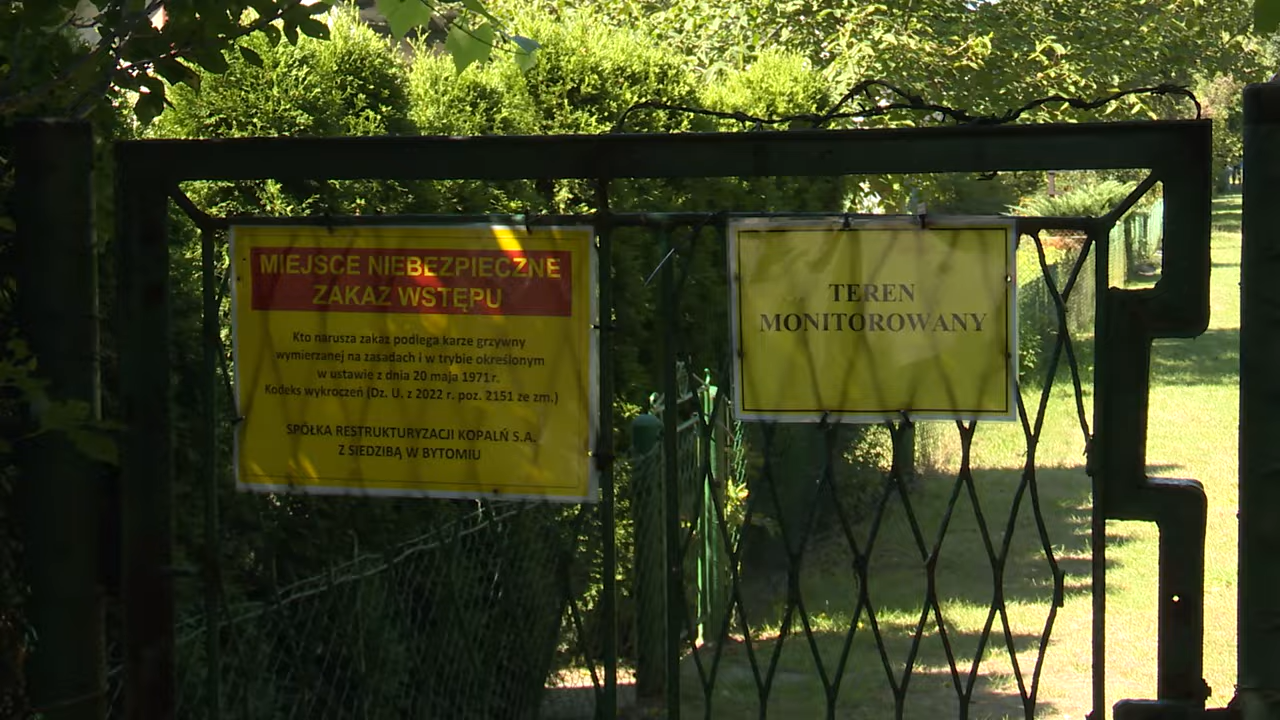 MIEJSCE NIEBEZPIECZNE
ZAKAZ WSTĘPU
Kto narusza zakaz podlega karze grzywny
wymierzanej na zasadach i w trybie określonym
w ustawie z dnia 20 maja 1971 r.
Kodeks wykroczeń (Dz. U. z 2022 r. poz. 2151 ze zm.)
SPÓŁKA RESTRUKTURYZACJI KOPALŃ S.A.
Z SIEDZIBĄ W BYTOMIU
TEREN
MONITOROWANY